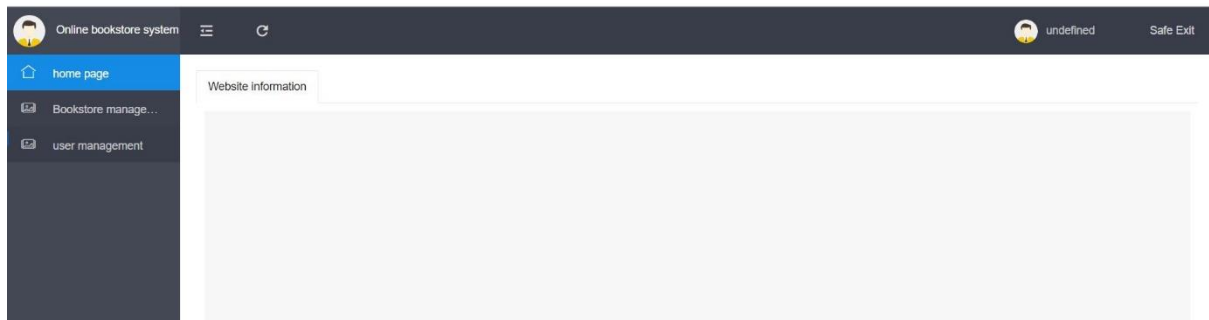 Online bookstore system
undefined
Safe Exit
home page
Website information
Bookstore manage...
user management